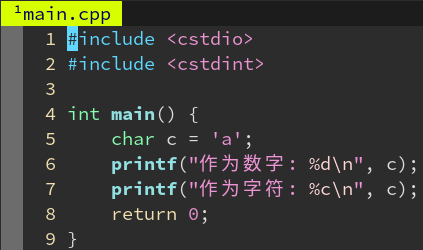 ¹main.cpp
1 #include <cstdio>
2 #include <cstdint>
3
4 int main() {
5     char c = 'a';
6     printf("作为数字: %d\n", c);
7     printf("作为字符: %c\n", c);
8     return 0;
9 }